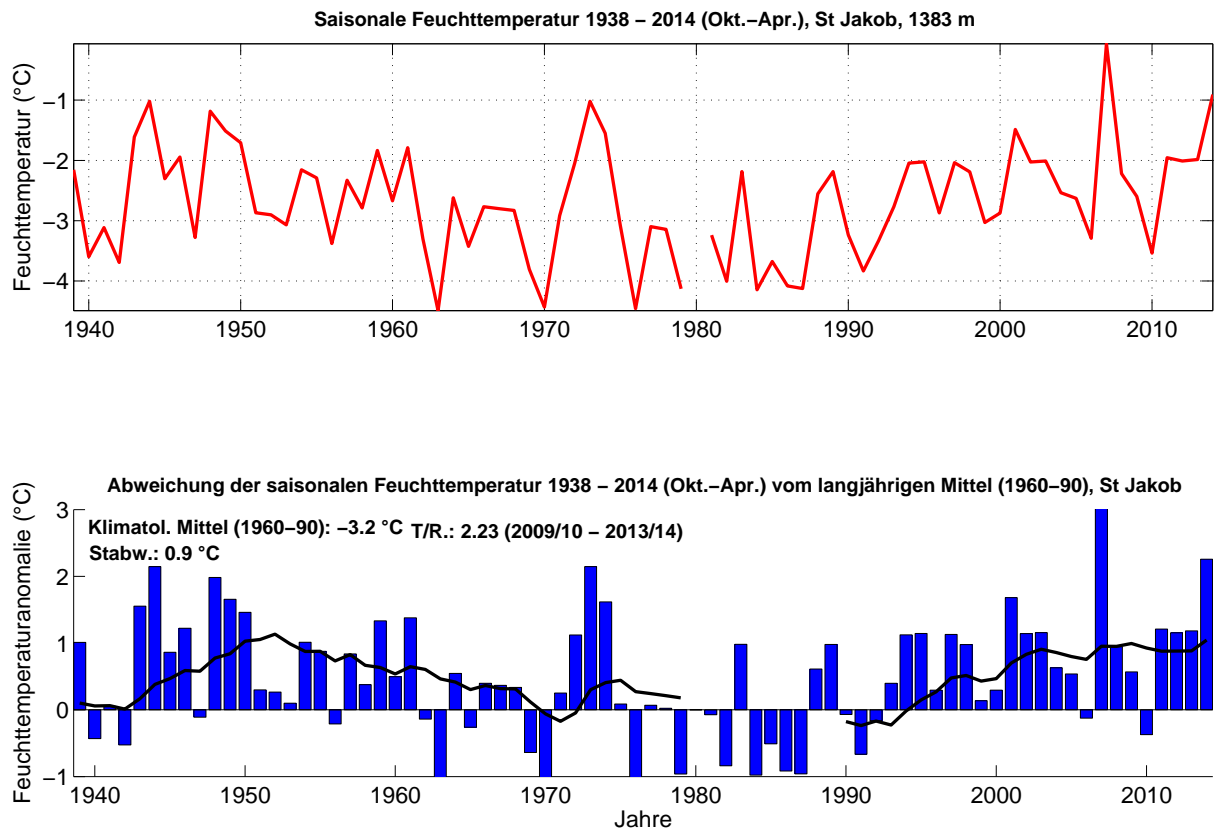 Saisonale Feuchttemperatur 1938 − 2014 (Okt.−Apr.), St Jakob, 1383 m
Feuchttemperatur (°C)
−1
−2
−3
−4
1940 1950 1960 1970 1980 1990 2000 2010
Abweichung der saisonalen Feuchttemperatur 1938 − 2014 (Okt.−Apr.) vom langjährigen Mittel (1960−90), St Jakob
Feuchttemperaturanomalie (°C)
Klimatol. Mittel (1960−90): −3.2 °C T/R.: 2.23 (2009/10 − 2013/14)
Stabw.: 0.9 °C
3
2
1
0
−1
1940 1950 1960 1970 1980 1990 2000 2010
Jahre